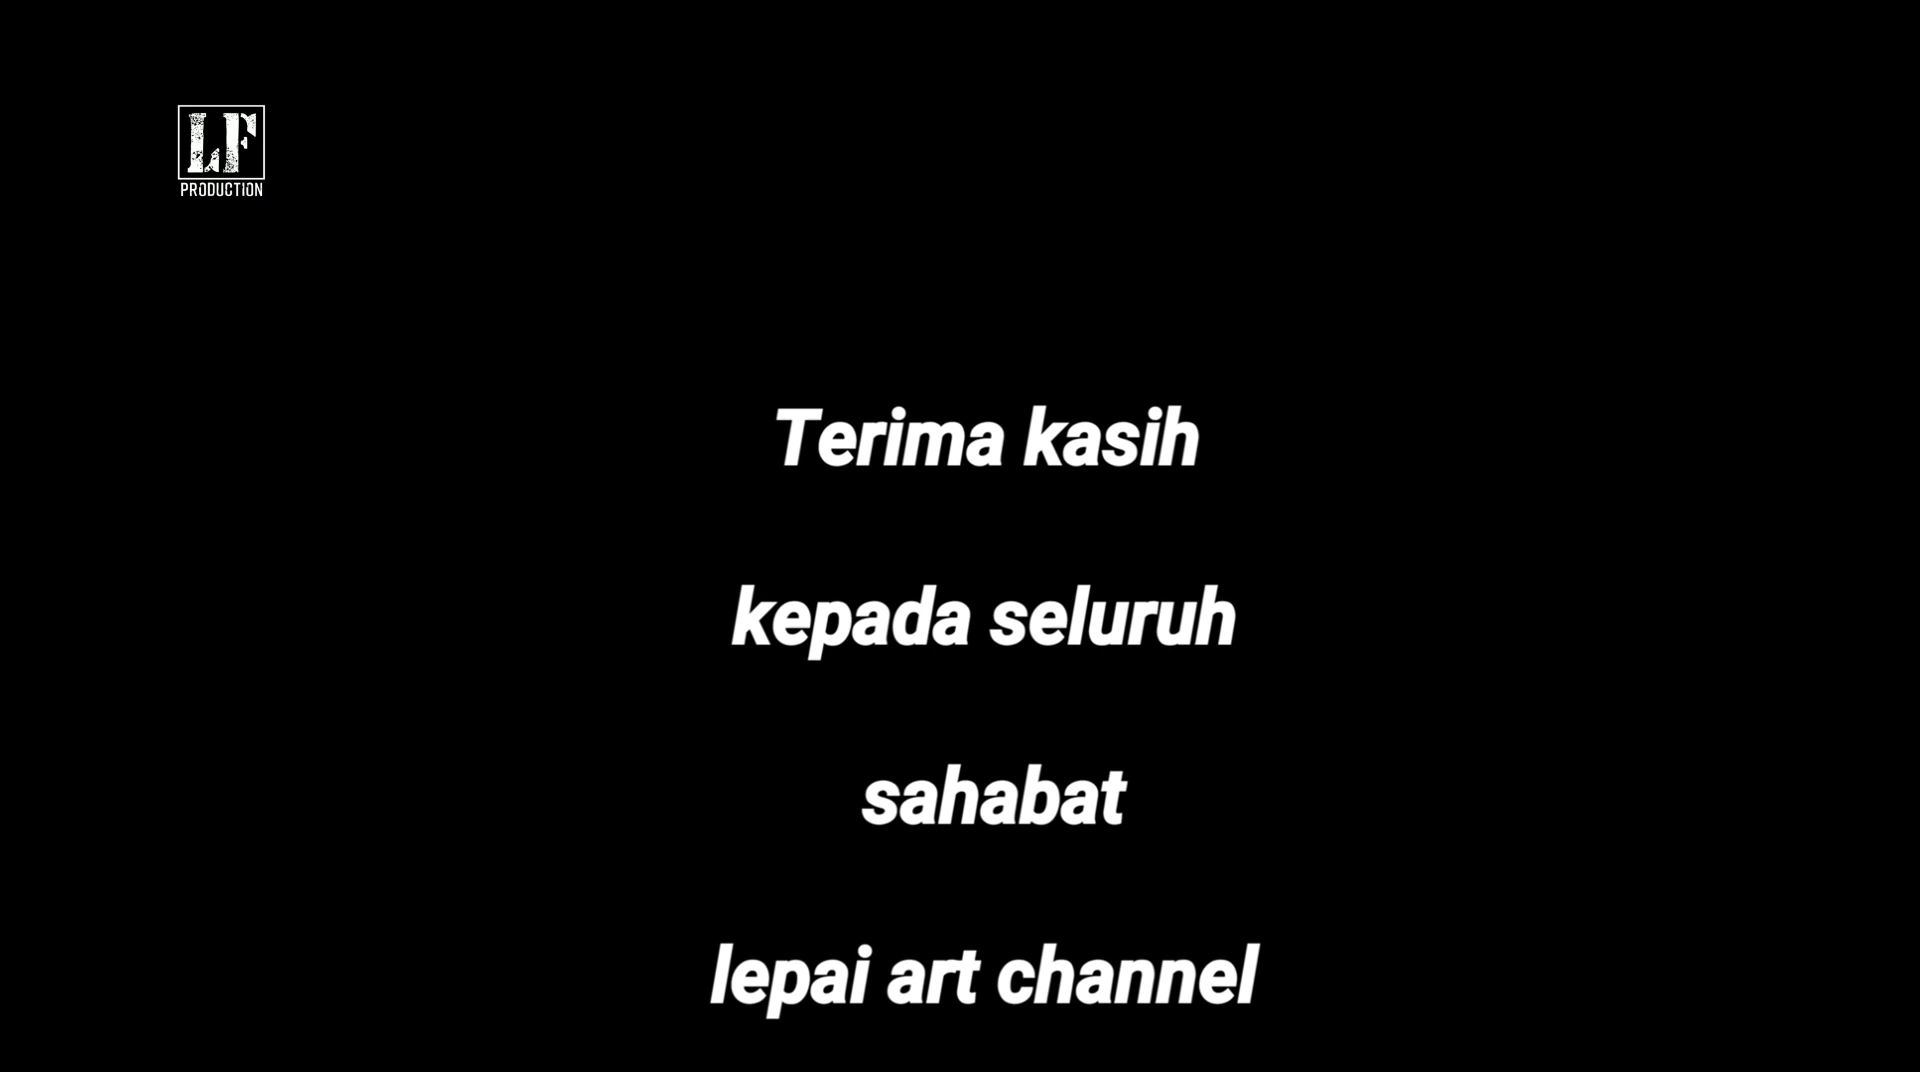 LF
PRODUCTION
Terima kasih
kepada seluruh
sahabat
lepai art channel